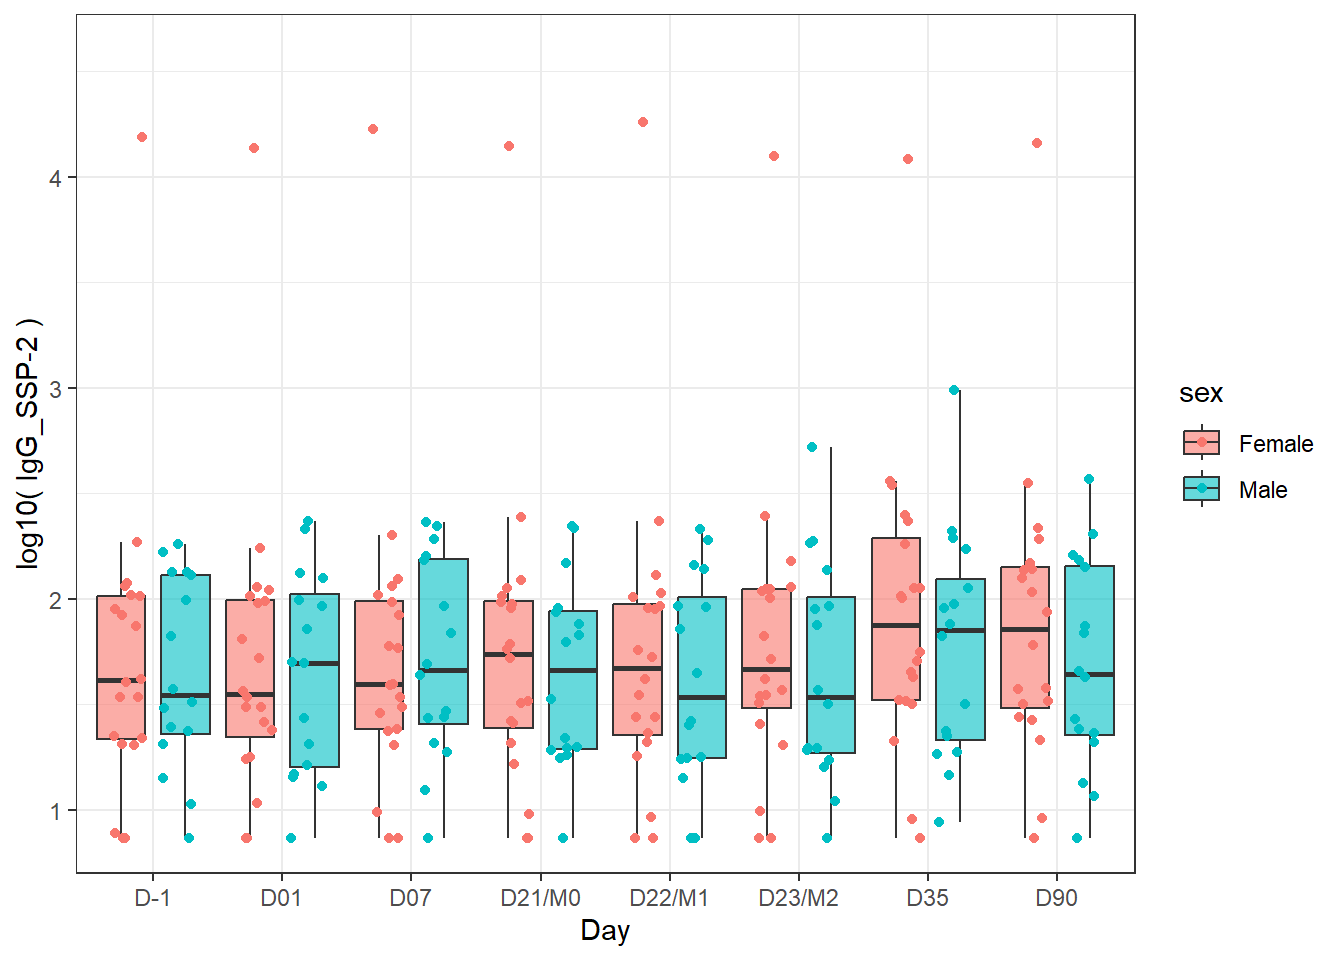 log10( IgG_SSP-2 )
4
3
2
1
D-1 D01 D07 D21/M0 D22/M1 D23/M2 D35 D90
Day
sex
Female
Male